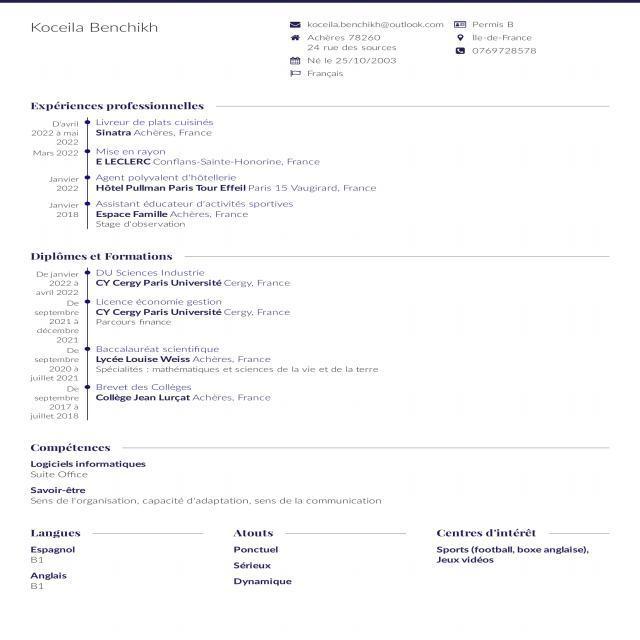 Koceila Benchikh
koceila.benchikh@outlook.com
Permis B
Achères 78260
24 rue des sources
Ile-de-France
0769728578
Né le 25/10/2003
Français
Expériences professionnelles
D'avril
2022 à mai
2022
Livreur de plats cuisinés
Sinatra Achères, France
Mars 2022
Mise en rayon
E LECLERC Conflans-Sainte-Honorine, France
Janvier
2022
Agent polyvalent d'hôtellerie
Hôtel Pullman Paris Tour Effeil Paris 15 Vaugirard, France
Janvier
2018
Assistant éducateur d'activités sportives
Espace Famille Achères, France
Stage d'observation
Diplômes et Formations
De janvier
2022 à
avril 2022
DU Sciences Industrie
CY Cergy Paris Université Cergy, France
De
septembre
2021 à
décembre
2021
Licence économie gestion
CY Cergy Paris Université Cergy, France
Parcours finance
De
septembre
2020 à
juillet 2021
Baccalauréat scientifique
Lycée Louise Weiss Achères, France
Spécialités : mathématiques et sciences de la vie et de la terre
De
septembre
2017 à
juillet 2018
Brevet des Collèges
Collège Jean Lurçat Achères, France
Compétences
Logiciels informatiques
Suite Office
Savoir-être
Sens de l'organisation, capacité d'adaptation, sens de la communication
Langues
Espagnol
B1
Anglais
B1
Atouts
Ponctuel
Sérieux
Dynamique
Centres d'intérêt
Sports (football, boxe anglaise),
Jeux vidéos